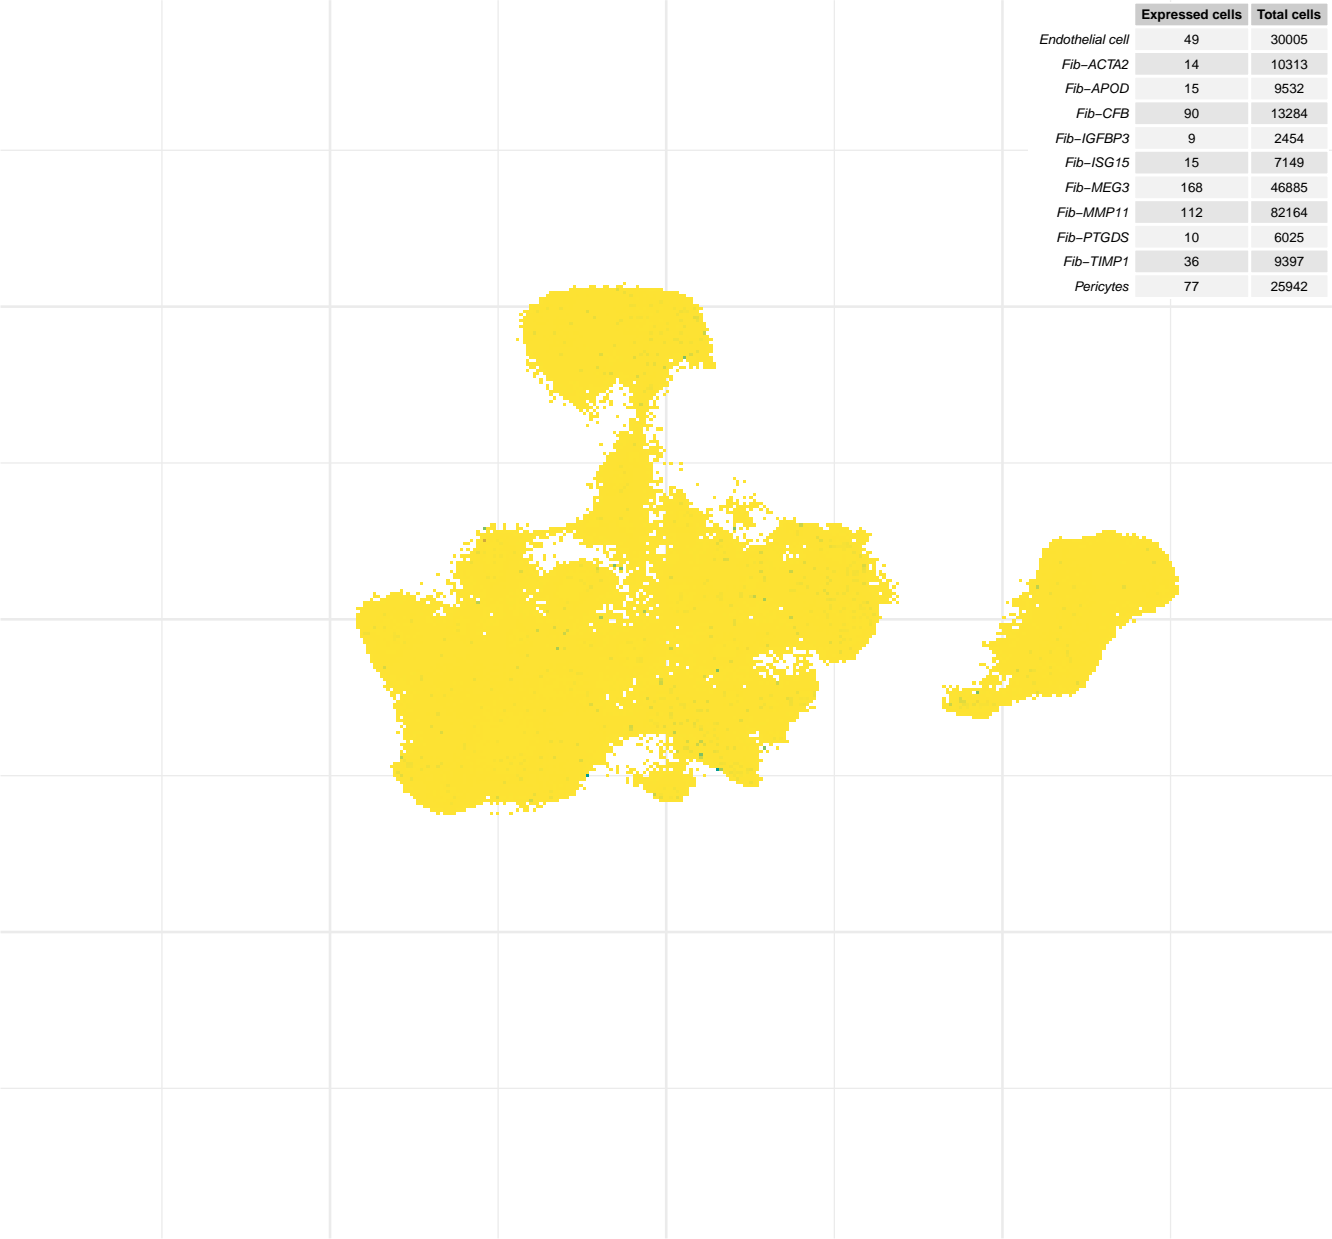 Expressed cells Total cells
Endothelial cell 49 30005
Fib−ACTA2 14 10313
Fib−APOD 15 9532
Fib−CFB 90 13284
Fib−IGFBP3 9 2454
Fib−ISG15 15 7149
Fib−MEG3 168 46885
Fib−MMP11 112 82164
Fib−PTGDS 10 6025
Fib−TIMP1 36 9397
Pericytes 77 25942